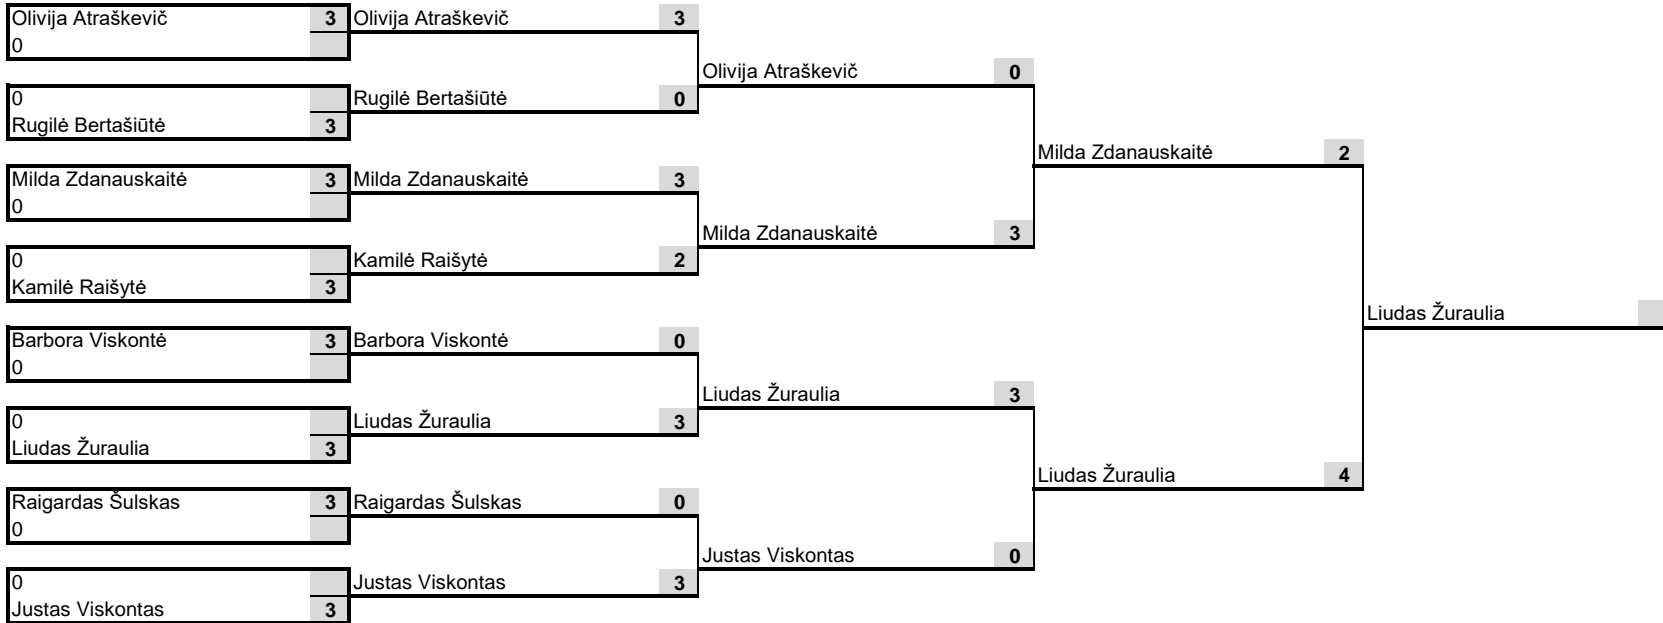 Olivija Atraškevič 3 Olivija Atraškevič 3
0
Olivija Atraškevič 0
0 Rugilė Bertašiūtė 0
Rugilė Bertašiūtė 3
Milda Zdanauskaitė 2
Milda Zdanauskaitė 3 Milda Zdanauskaitė 3
0
Milda Zdanauskaitė 3
0 Kamilė Raišytė 2
Kamilė Raišytė 3
Liudas Žuraulia
Barbora Viskontė 3 Barbora Viskontė 0
0
Liudas Žuraulia 3
0 Liudas Žuraulia 3
Liudas Žuraulia 3
Liudas Žuraulia 4
Raigardas Šulskas 3 Raigardas Šulskas 0
0
Justas Viskontas 0
0 Justas Viskontas 3
Justas Viskontas 3